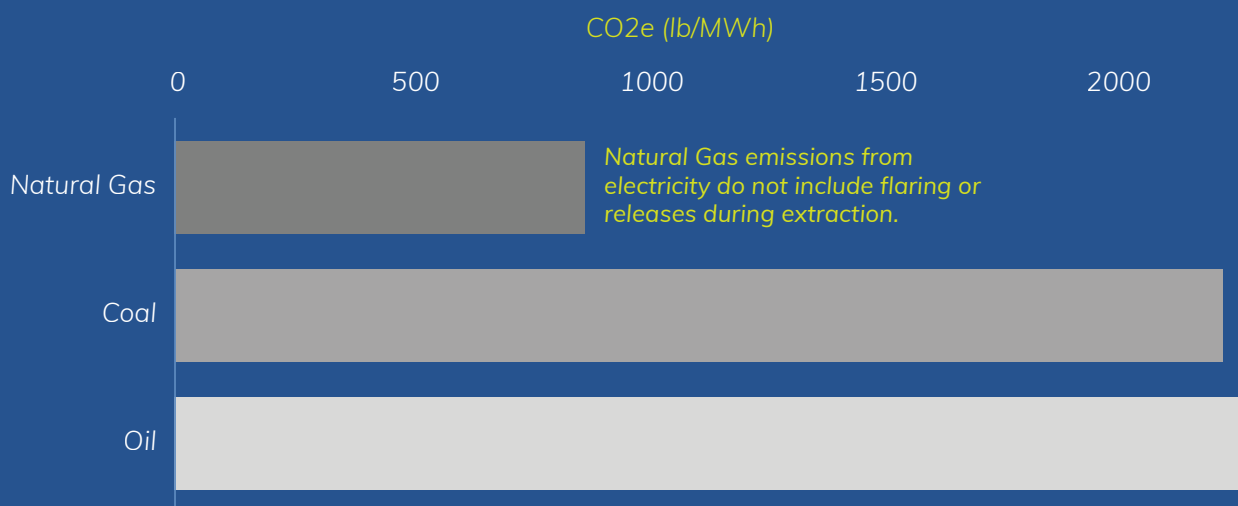 CO2e (lb/MWh)
0 500 1000 1500 2000
Natural Gas
Natural Gas emissions from
electricity do not include flaring or
releases during extraction.
Coal
Oil